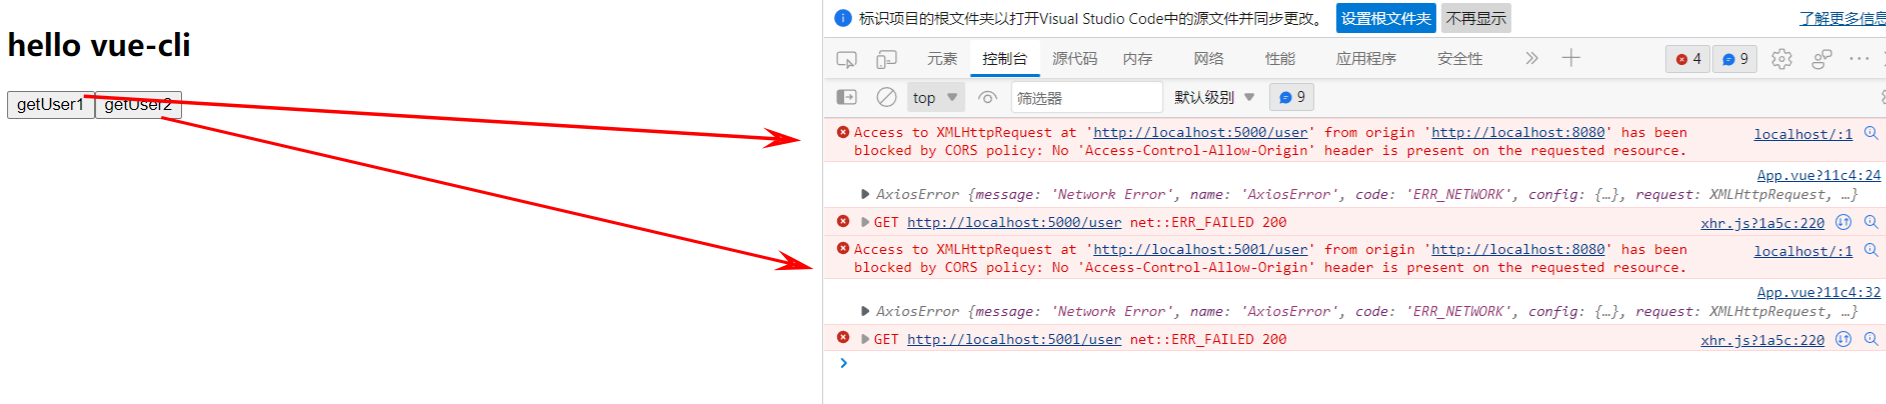 hello vue-cli
getUser1 getUser2
标识项目的根文件夹以打开Visual Studio Code中的源文件并同步更改。 设置根文件夹 不再显示 了解更多信息
元素 控制台 源代码 内存 网络 性能 应用程序 安全性 4 9
top 筛选器 默认级别 9
Access to XMLHttpRequest at 'http://localhost:5000/user' from origin 'http://localhost:8080' has been localhost/:1
blocked by CORS policy: No 'Access-Control-Allow-Origin' header is present on the requested resource.
App.vue?11c4:24
AxiosError {message: 'Network Error', name: 'AxiosError', code: 'ERR_NETWORK', config: {…}, request: XMLHttpRequest, …}
GET http://localhost:5000/user net::ERR_FAILED 200 xhr.js?1a5c:220
Access to XMLHttpRequest at 'http://localhost:5001/user' from origin 'http://localhost:8080' has been localhost/:1
blocked by CORS policy: No 'Access-Control-Allow-Origin' header is present on the requested resource.
App.vue?11c4:32
AxiosError {message: 'Network Error', name: 'AxiosError', code: 'ERR_NETWORK', config: {…}, request: XMLHttpRequest, …}
GET http://localhost:5001/user net::ERR_FAILED 200 xhr.js?1a5c:220